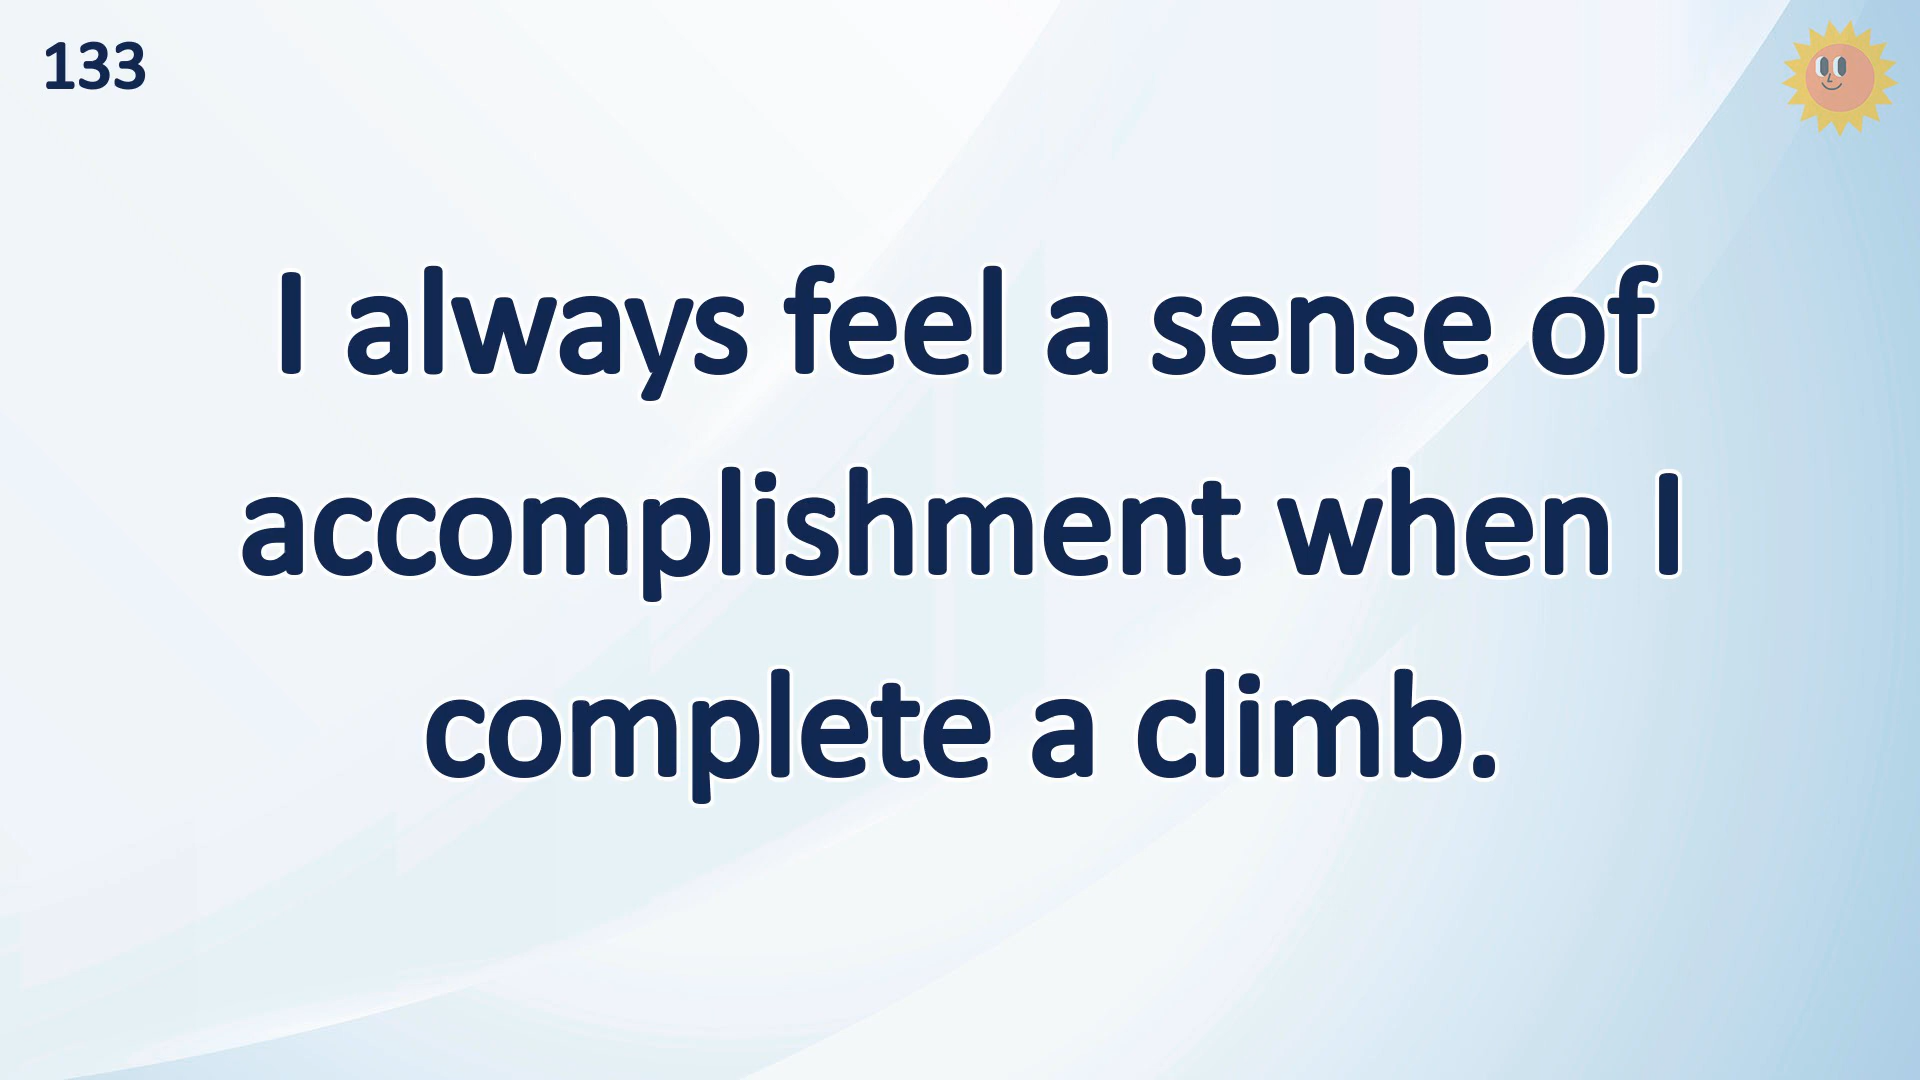 133
I always feel a sense of
accomplishment when I
complete a climb.